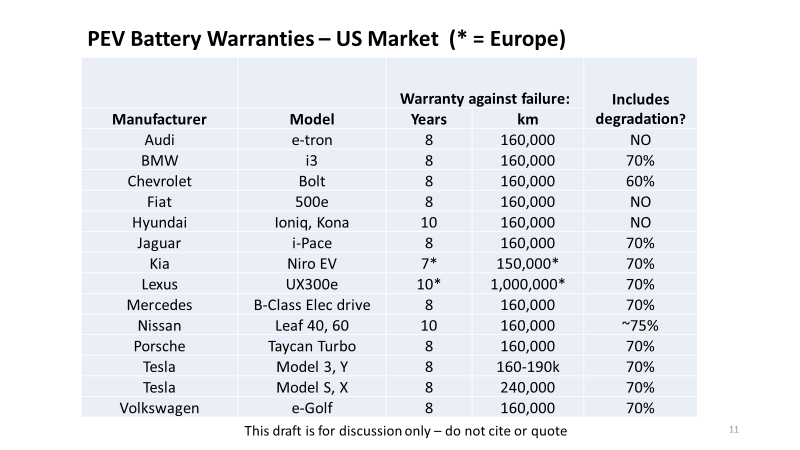 PEV Battery Warranties – US Market (* = Europe)
Warranty against failure: Includes
Manufacturer Model Years km degradation?
Audi e-tron 8 160,000 NO
BMW i3 8 160,000 70%
Chevrolet Bolt 8 160,000 60%
Fiat 500e 8 160,000 NO
Hyundai Ioniq, Kona 10 160,000 NO
Jaguar i-Pace 8 160,000 70%
Kia Niro EV 7* 150,000* 70%
Lexus UX300e 10* 1,000,000* 70%
Mercedes B-Class Elec drive 8 160,000 70%
Nissan Leaf 40, 60 10 160,000 ~75%
Porsche Taycan Turbo 8 160,000 70%
Tesla Model 3, Y 8 160-190k 70%
Tesla Model S, X 8 240,000 70%
Volkswagen e-Golf 8 160,000 70%
This draft is for discussion only – do not cite or quote
11